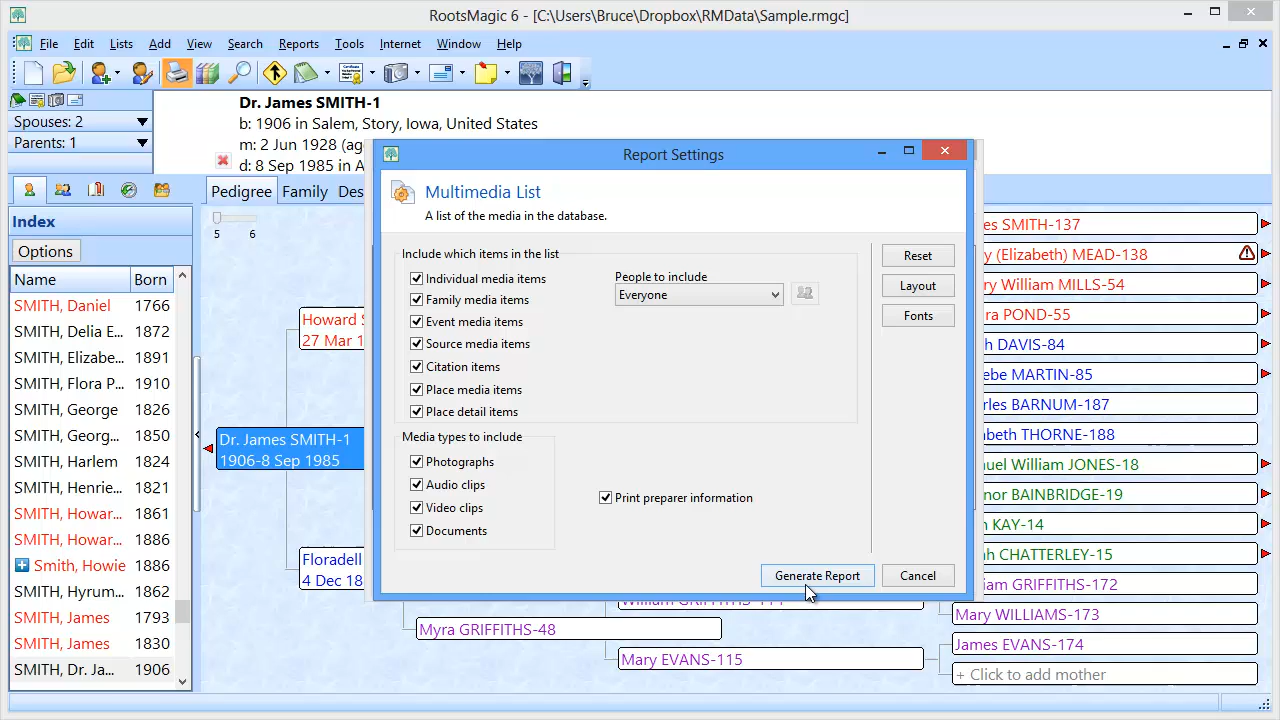 RootsMagic 6 - [C:\Users\Bruce\Dropbox\RMData\Sample.rmgc]
File Edit Lists Add View Search Reports Tools Internet Window Help
Spouses: 2
Parents: 1
Dr. James SMITH-1
b: 1906 in Salem, Story, Iowa, United States
m: 2 Jun 1928 (ag
d: 8 Sep 1985 in A
Pedigree Family Des
Index
Options
Name Born
SMITH, Daniel 1766
SMITH, Delia E... 1872
SMITH, Elizabe... 1891
SMITH, Flora P... 1910
SMITH, George 1826
SMITH, Georg... 1850
SMITH, Harlem 1824
SMITH, Henrie... 1821
SMITH, Howar... 1861
SMITH, Howar... 1886
Smith, Howie 1886
SMITH, Hyrum... 1862
SMITH, James 1793
SMITH, James 1830
SMITH, Dr. Ja... 1906
5 6
Howard S
27 Mar 1
Dr. James SMITH-1
1906-8 Sep 1985
Floradell
4 Dec 18
Report Settings
Multimedia List
A list of the media in the database.
Include which items in the list
Individual media items
Family media items
Event media items
Source media items
Citation items
Place media items
Place detail items
People to include
Everyone
Media types to include
Photographs
Audio clips
Video clips
Documents
Print preparer information
Reset
Layout
Fonts
Generate Report Cancel
Myra GRIFFITHS-48
Mary EVANS-115
es SMITH-137
y (Elizabeth) MEAD-138
ry William MILLS-54
ra POND-55
h DAVIS-84
ebe MARTIN-85
rles BARNUM-187
abeth THORNE-188
uel William JONES-18
nor BAINBRIDGE-19
n KAY-14
ah CHATTERLEY-15
iam GRIFFITHS-172
Mary WILLIAMS-173
James EVANS-174
+ Click to add mother